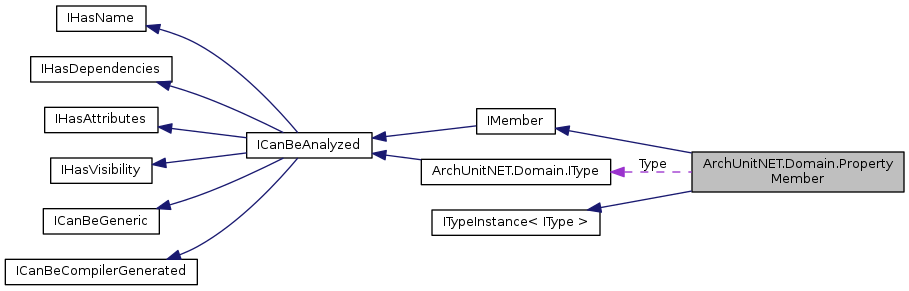 IHasName
IHasDependencies
IHasAttributes
IHasVisibility
ICanBeGeneric
ICanBeCompilerGenerated
ICanBeAnalyzed
IMember
ArchUnitNET.Domain.IType
ITypeInstance< IType >
Type
ArchUnitNET.Domain.Property
Member